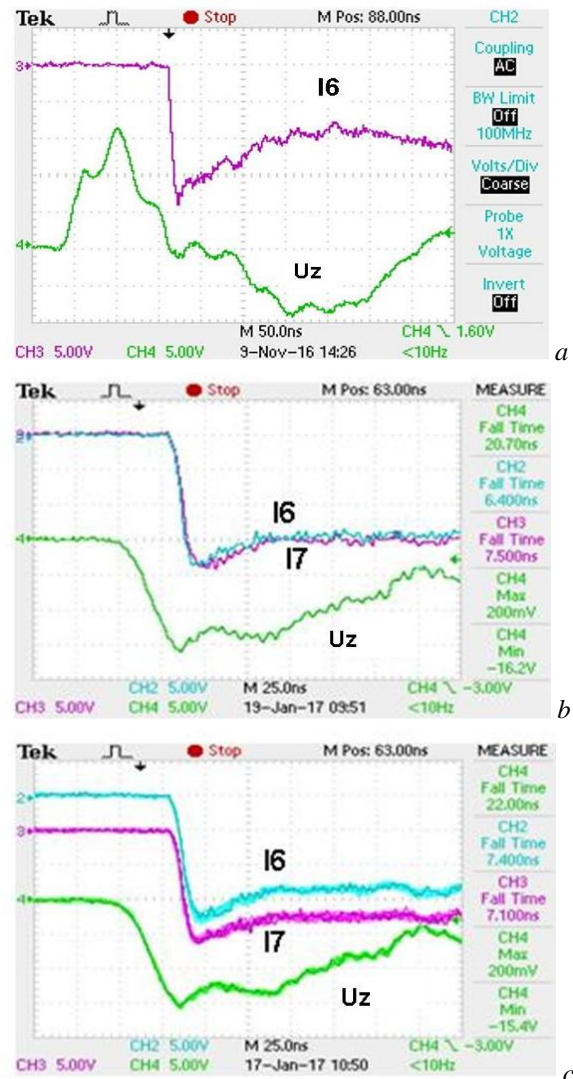 Tek Stop M Pos: 88.00ns CH2
Coupling
AC
BW Limit
Off
100MHz
Volts/Div
Coarse
Probe
1X
Voltage
Invert
Off
3
I6
4
Uz
M 50.0ns CH4 1.60V
CH3 5.00V CH4 5.00V 9-Nov-16 14:26 <10Hz
a
Tek Stop M Pos: 63.00ns MEASURE
CH4
Fall Time
20.70ns
CH2
Fall Time
6.400ns
CH3
Fall Time
7.500ns
CH4
Max
200mV
CH4
Min
-16.2V
I6
I7
Uz
CH2 5.00V M 25.0ns CH4 -3.00V
CH3 5.00V CH4 5.00V 19-Jan-17 09:51 <10Hz
b
Tek Stop M Pos: 63.00ns MEASURE
CH4
Fall Time
22.00ns
CH2
Fall Time
7.400ns
CH3
Fall Time
7.100ns
CH4
Max
200mV
CH4
Min
-15.4V
2
I6
3
I7
Uz
CH2 5.00V M 25.0ns CH4 -3.00V
CH3 5.00V CH4 5.00V 17-Jan-17 10:50 <10Hz
c